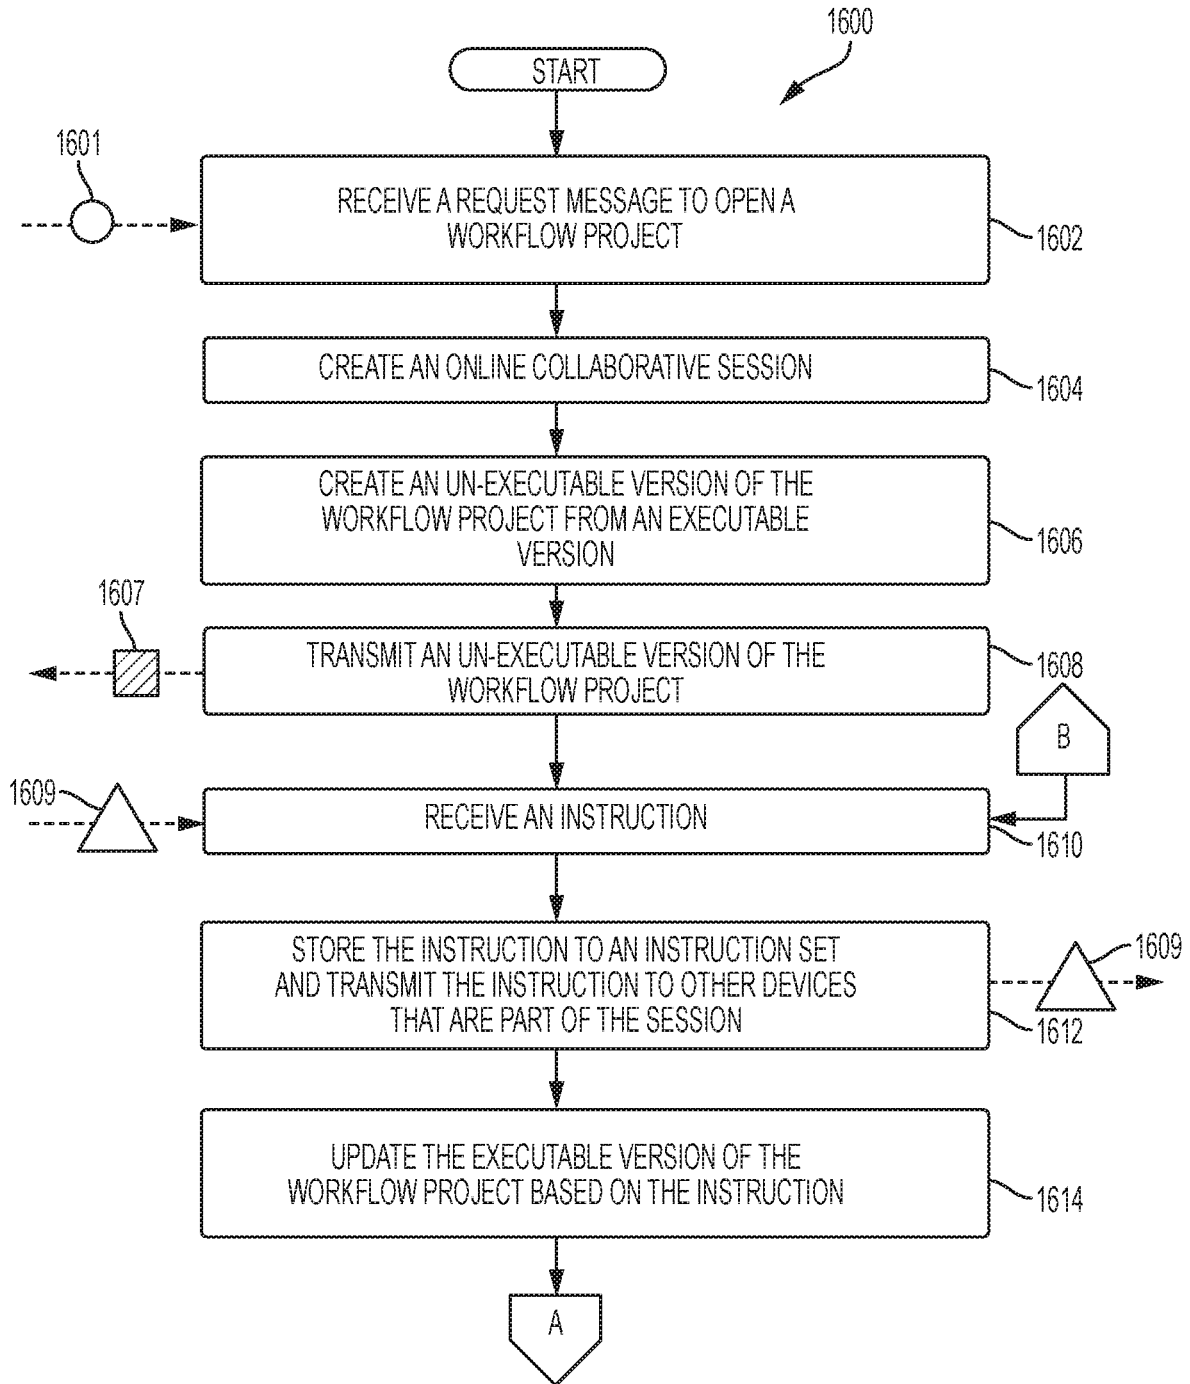 1600
START
1601
RECEIVE A REQUEST MESSAGE TO OPEN A
WORKFLOW PROJECT
1602
CREATE AN ONLINE COLLABORATIVE SESSION
1604
CREATE AN UN-EXECUTABLE VERSION OF THE
WORKFLOW PROJECT FROM AN EXECUTABLE
VERSION
1606
1607
TRANSMIT AN UN-EXECUTABLE VERSION OF THE
WORKFLOW PROJECT
1608
B
1609
RECEIVE AN INSTRUCTION
1610
STORE THE INSTRUCTION TO AN INSTRUCTION SET
AND TRANSMIT THE INSTRUCTION TO OTHER DEVICES
THAT ARE PART OF THE SESSION
1609
1612
UPDATE THE EXECUTABLE VERSION OF THE
WORKFLOW PROJECT BASED ON THE INSTRUCTION
1614
A